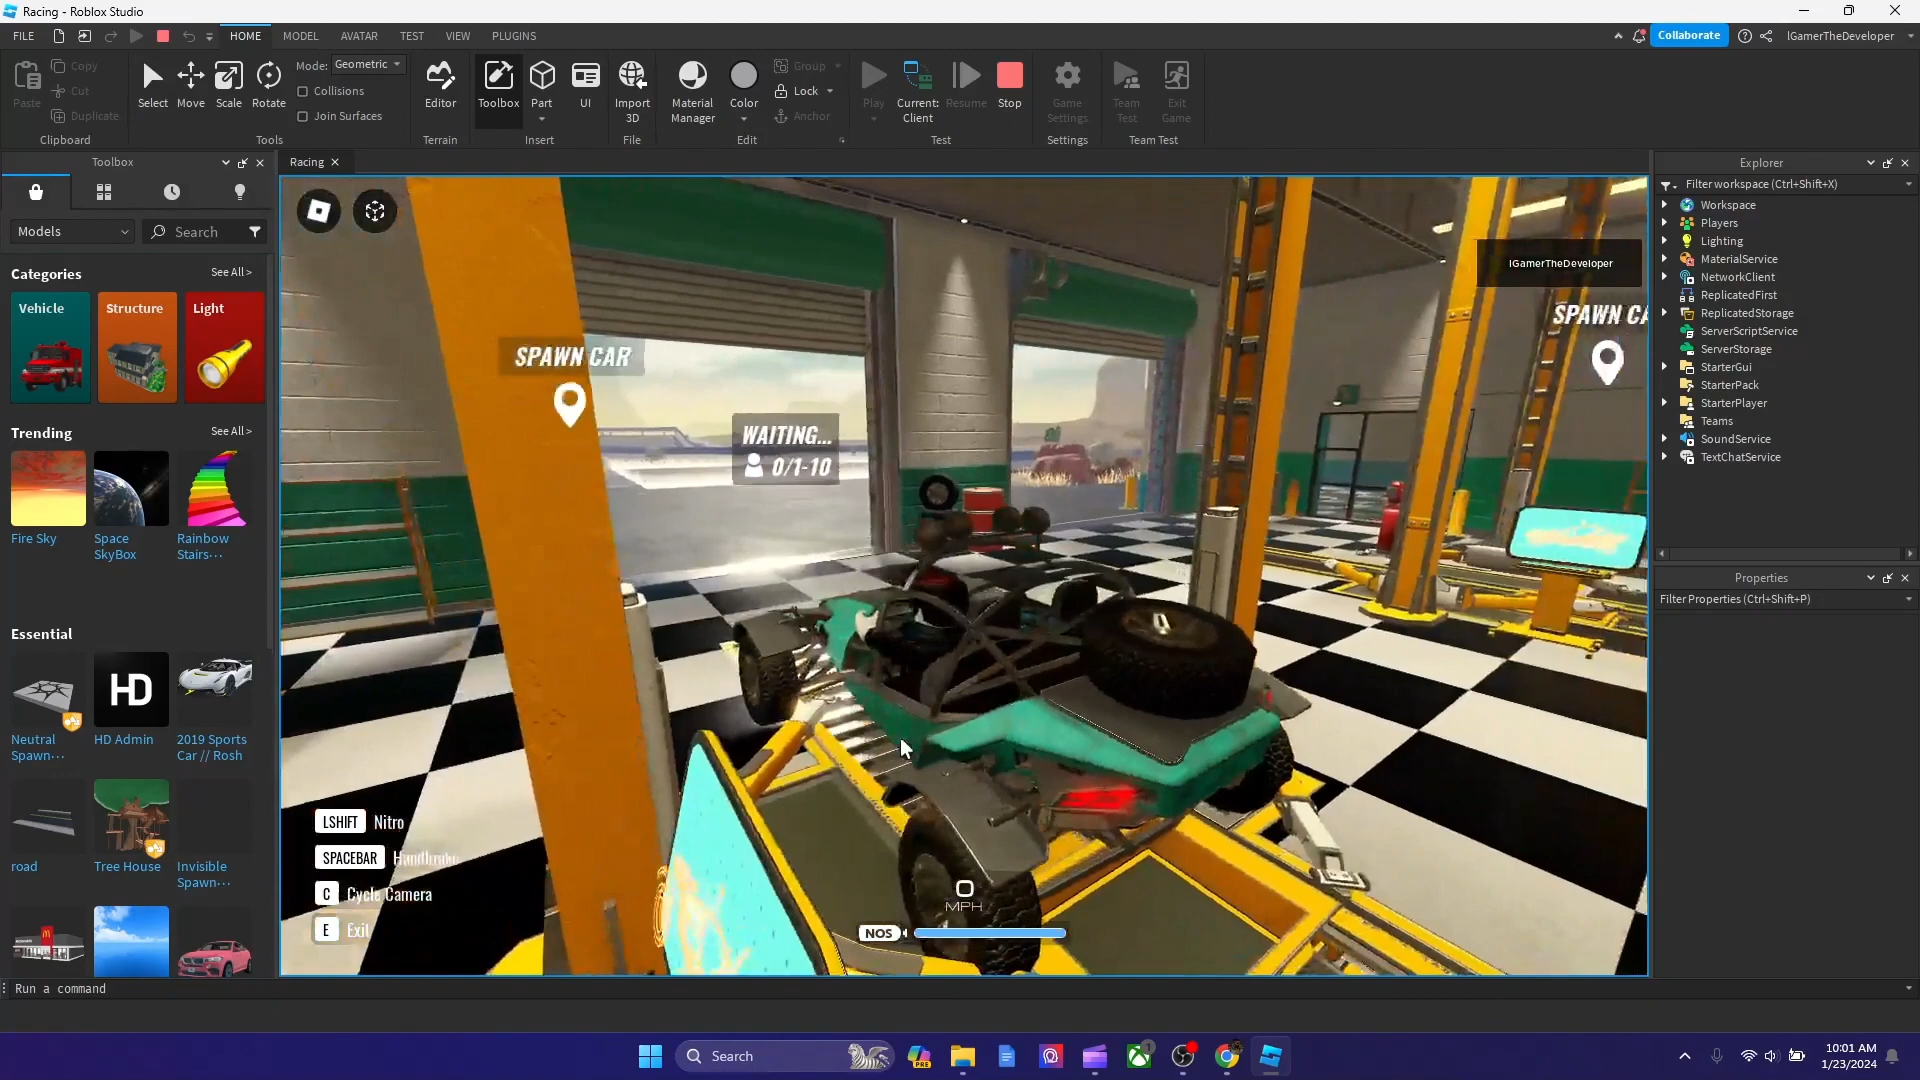 Racing - Roblox Studio
FILE
HOME
MODEL
AVATAR
TEST
VIEW
PLUGINS
Collaborate
IGamerTheDeveloper
Paste
Copy
Cut
Duplicate
Clipboard
Select
Move
Scale
Rotate
Mode: Geometric
Collisions
Join Surfaces
Tools
Editor
Terrain
Toolbox
Part
UI
Insert
Import
3D
File
Material
Manager
Color
Group
Lock
Anchor
Edit
Play
Current:
Client
Resume
Stop
Test
Game
Settings
Settings
Team
Test
Exit
Game
Team Test
Toolbox
Models
Search
Categories
See All >
Vehicle
Structure
Light
Trending
See All >
Fire Sky
Space
SkyBox
Rainbow
Stairs...
Essential
Neutral
Spawn...
HD
HD Admin
2019 Sports
Car // Rosh
road
Tree House
Invisible
Spawn...
Racing
SPAWN CAR
WAITING...
0/1-10
IGamerTheDeveloper
SPAWN CA
LSHIFT Nitro
SPACEBAR Handbrake
C Cycle Camera
E Exit
0
MPH
NOS
Explorer
Filter workspace (Ctrl+Shift+X)
Workspace
Players
Lighting
MaterialService
NetworkClient
ReplicatedFirst
ReplicatedStorage
ServerScriptService
ServerStorage
StarterGui
StarterPack
StarterPlayer
Teams
SoundService
TextChatService
Properties
Filter Properties (Ctrl+Shift+P)
Run a command
Search
PRE
1
10:01 AM
1/23/2024